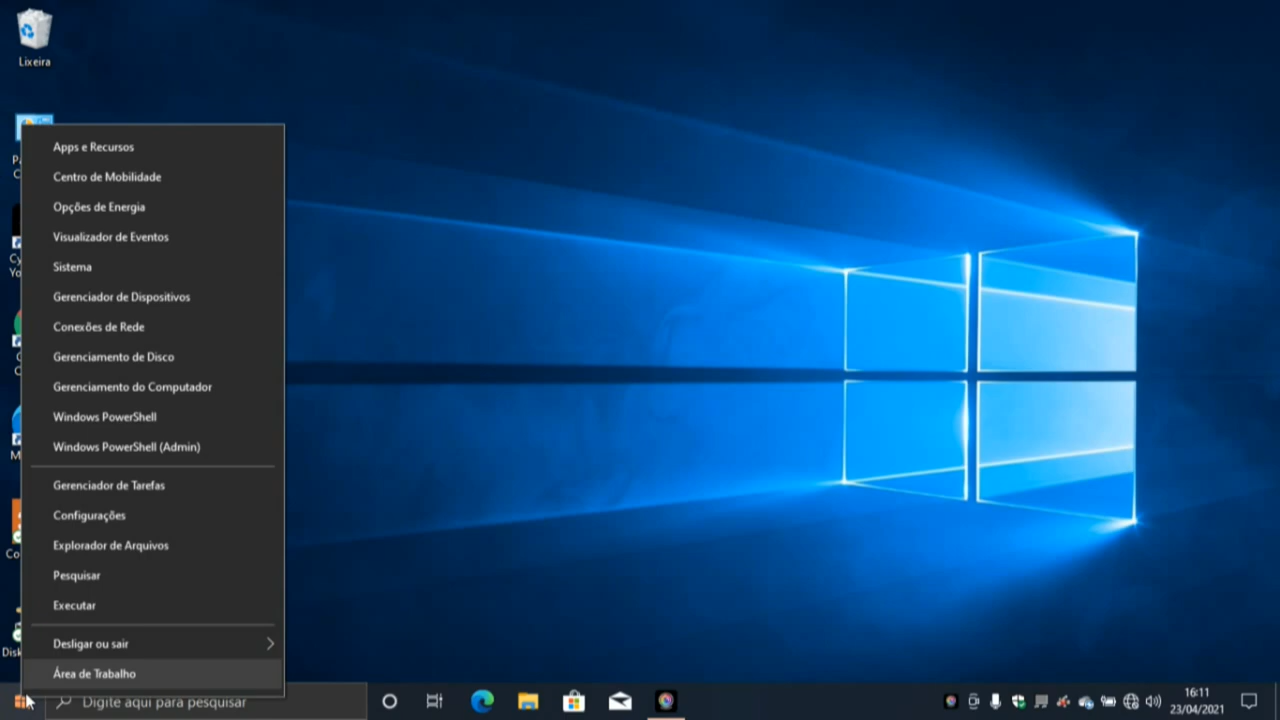 Lixeira
Apps e Recursos
Centro de Mobilidade
Opções de Energia
Visualizador de Eventos
Sistema
Gerenciador de Dispositivos
Conexões de Rede
Gerenciamento de Disco
Gerenciamento do Computador
Windows PowerShell
Windows PowerShell (Admin)
Gerenciador de Tarefas
Configurações
Explorador de Arquivos
Pesquisar
Executar
Desligar ou sair
Área de Trabalho
Digite aqui para pesquisar
16:11
23/04/2021